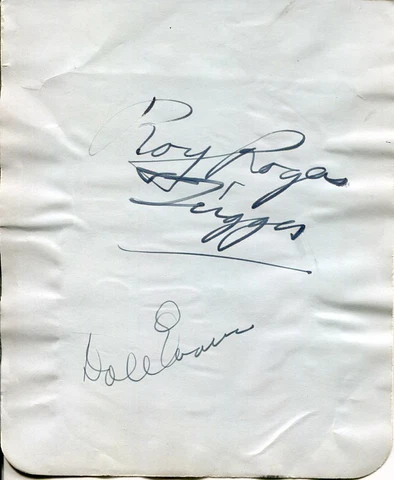 Roy Rogers
& Trigger
Dale Evans